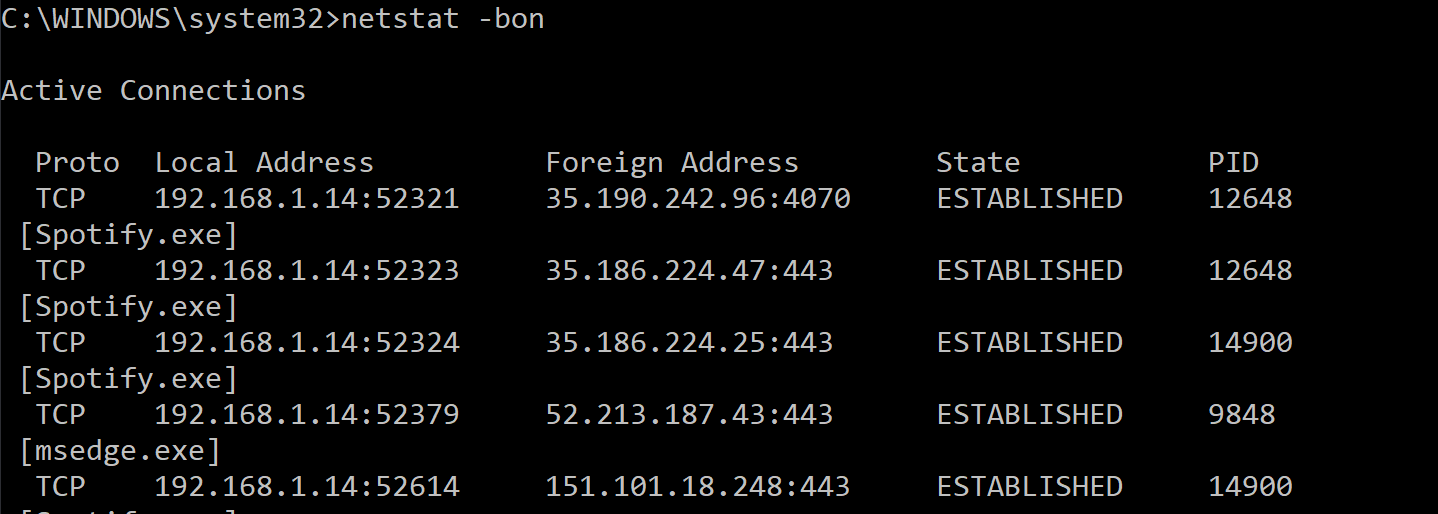 C:\WINDOWS\system32>netstat -bon
Active Connections
Proto  Local Address          Foreign Address        State           PID
TCP    192.168.1.14:52321     35.190.242.96:4070     ESTABLISHED     12648
[Spotify.exe]
TCP    192.168.1.14:52323     35.186.224.47:443      ESTABLISHED     12648
[Spotify.exe]
TCP    192.168.1.14:52324     35.186.224.25:443      ESTABLISHED     14900
[Spotify.exe]
TCP    192.168.1.14:52379     52.213.187.43:443      ESTABLISHED     9848
[msedge.exe]
TCP    192.168.1.14:52614     151.101.18.248:443     ESTABLISHED     14900